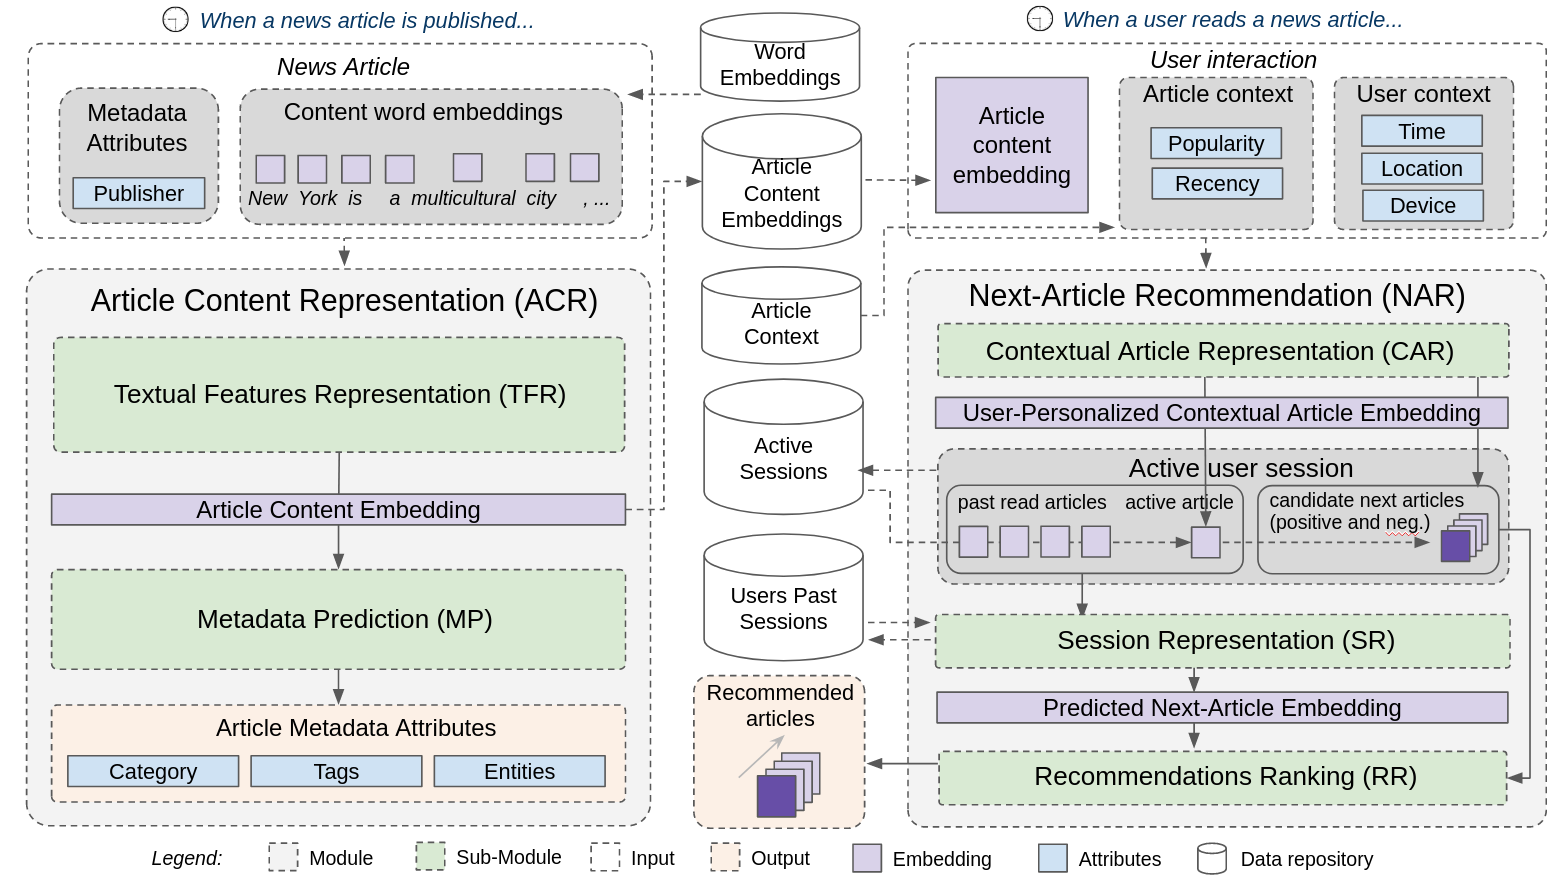 When a news article is published...
News Article
Metadata
Attributes
Publisher
Content word embeddings
New York is a multicultural city , ...
Article Content Representation (ACR)
Textual Features Representation (TFR)
Article Content Embedding
Metadata Prediction (MP)
Article Metadata Attributes
Category
Tags
Entities
Word
Embeddings
Article
Content
Embeddings
Article
Context
Active
Sessions
Users Past
Sessions
Recommended
articles
When a user reads a news article...
User interaction
Article
content
embedding
Article context
Popularity
Recency
User context
Time
Location
Device
Next-Article Recommendation (NAR)
Contextual Article Representation (CAR)
User-Personalized Contextual Article Embedding
Active user session
past read articles
active article
candidate next articles
(positive and neg.)
Session Representation (SR)
Predicted Next-Article Embedding
Recommendations Ranking (RR)
Legend:
Module
Sub-Module
Input
Output
Embedding
Attributes
Data repository